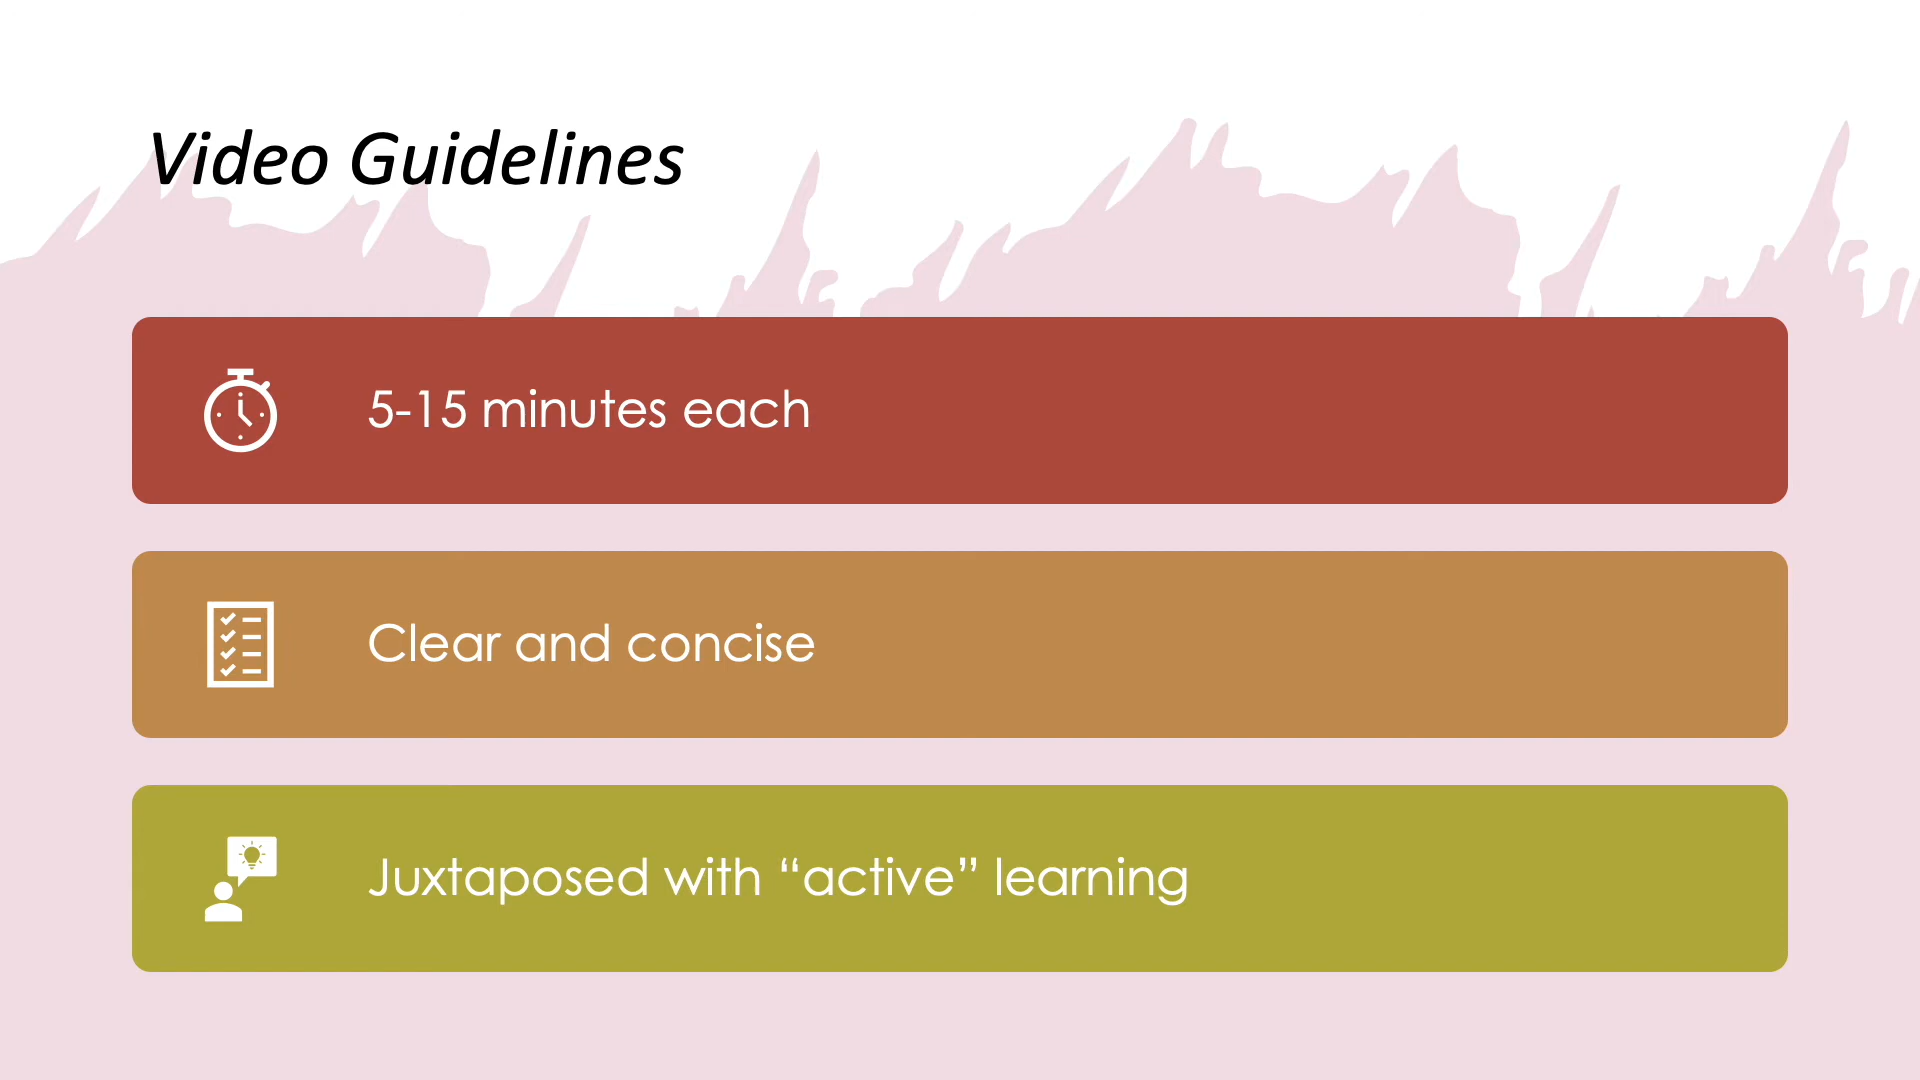 Video Guidelines
5-15 minutes each
Clear and concise
Juxtaposed with “active” learning